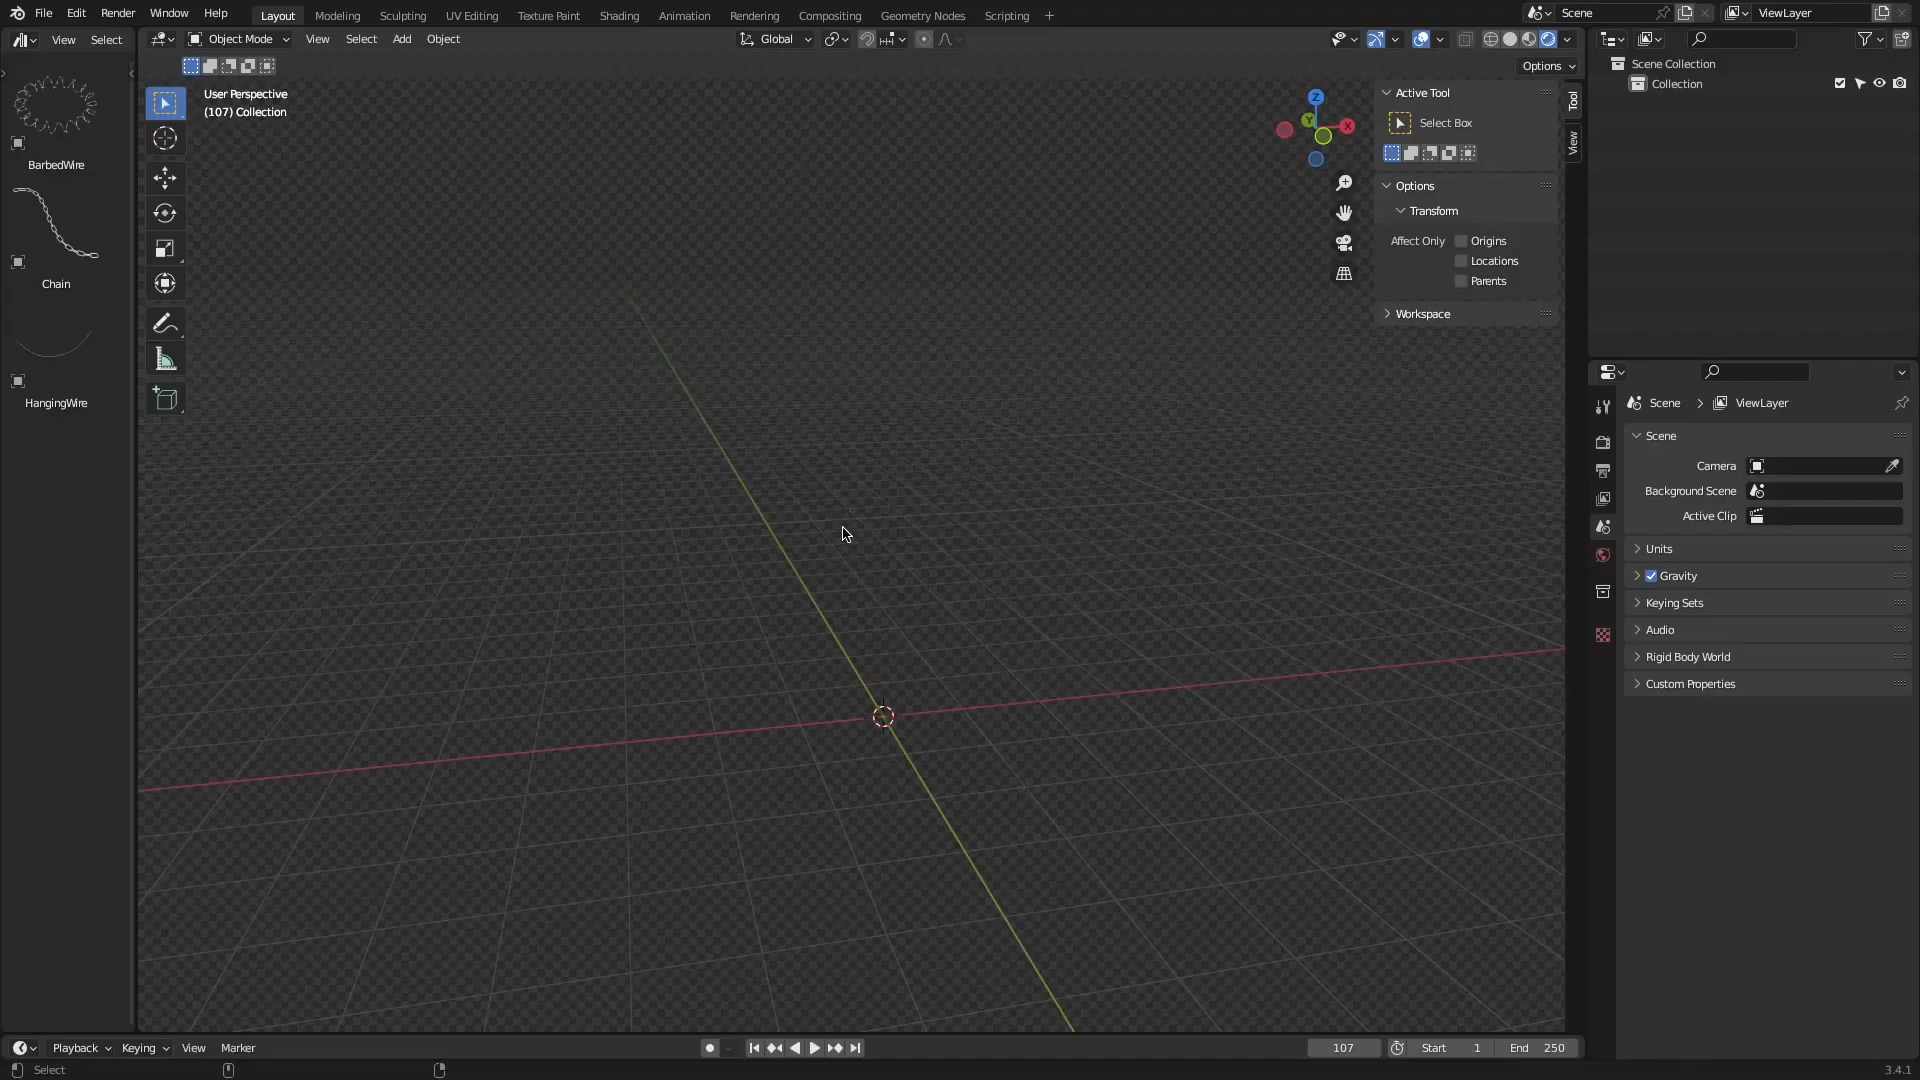 File Edit Render Window Help
Layout Modeling Sculpting UV Editing Texture Paint Shading Animation Rendering Compositing Geometry Nodes Scripting +
Scene
ViewLayer
View Select
Object Mode View Select Add Object
Global
Options
User Perspective
(107) Collection
BarbedWire
Chain
HangingWire
Z
Y
X
Active Tool
Select Box
Options
Transform
Affect Only Origins
Locations
Parents
Workspace
Tool
View
Scene Collection
Collection
Scene ViewLayer
Scene
Camera
Background Scene
Active Clip
Units
Gravity
Keying Sets
Audio
Rigid Body World
Custom Properties
Playback Keying View Marker
107
Start 1
End 250
Select
3.4.1